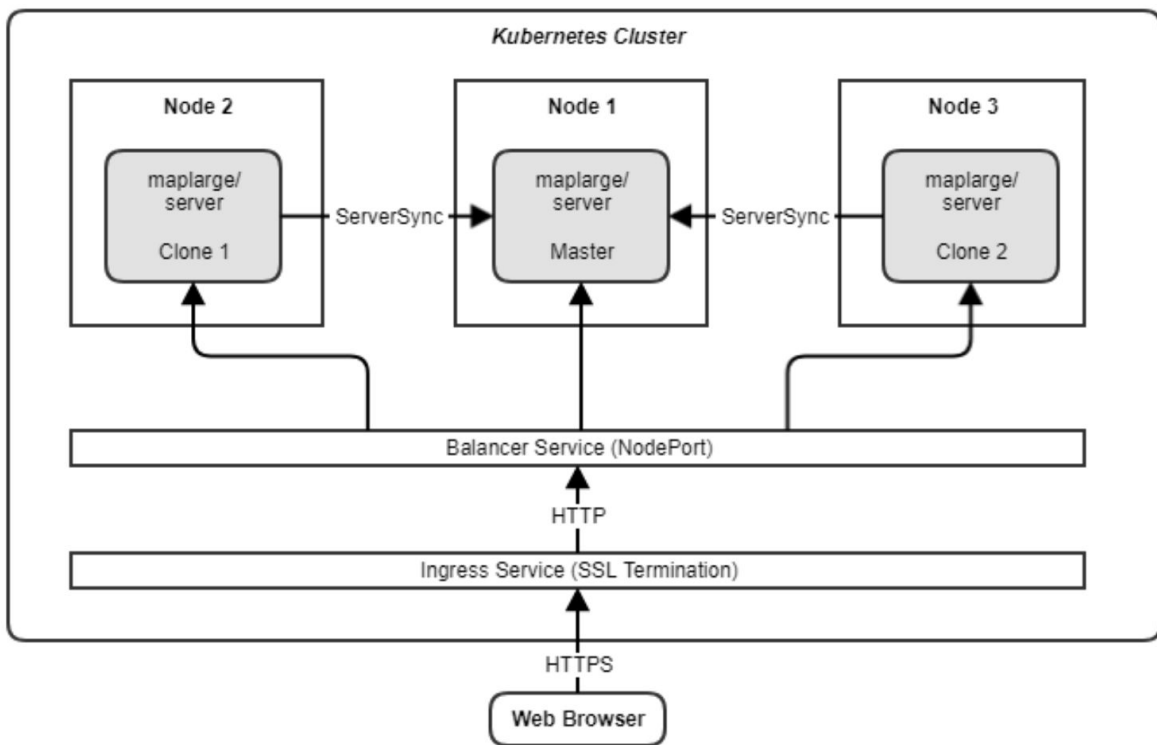 Kubernetes Cluster
Node 2
maplarge/
server
Clone 1
ServerSync
Node 1
maplarge/
server
Master
ServerSync
Node 3
maplarge/
server
Clone 2
Balancer Service (NodePort)
HTTP
Ingress Service (SSL Termination)
HTTPS
Web Browser